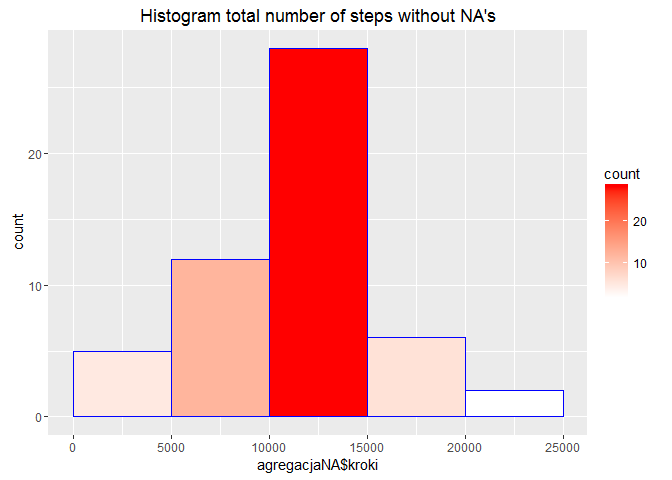 Histogram total number of steps without NA's
count
20
10
0
0 5000 10000 15000 20000 25000
agregacjaNA$kroki
count
20
10